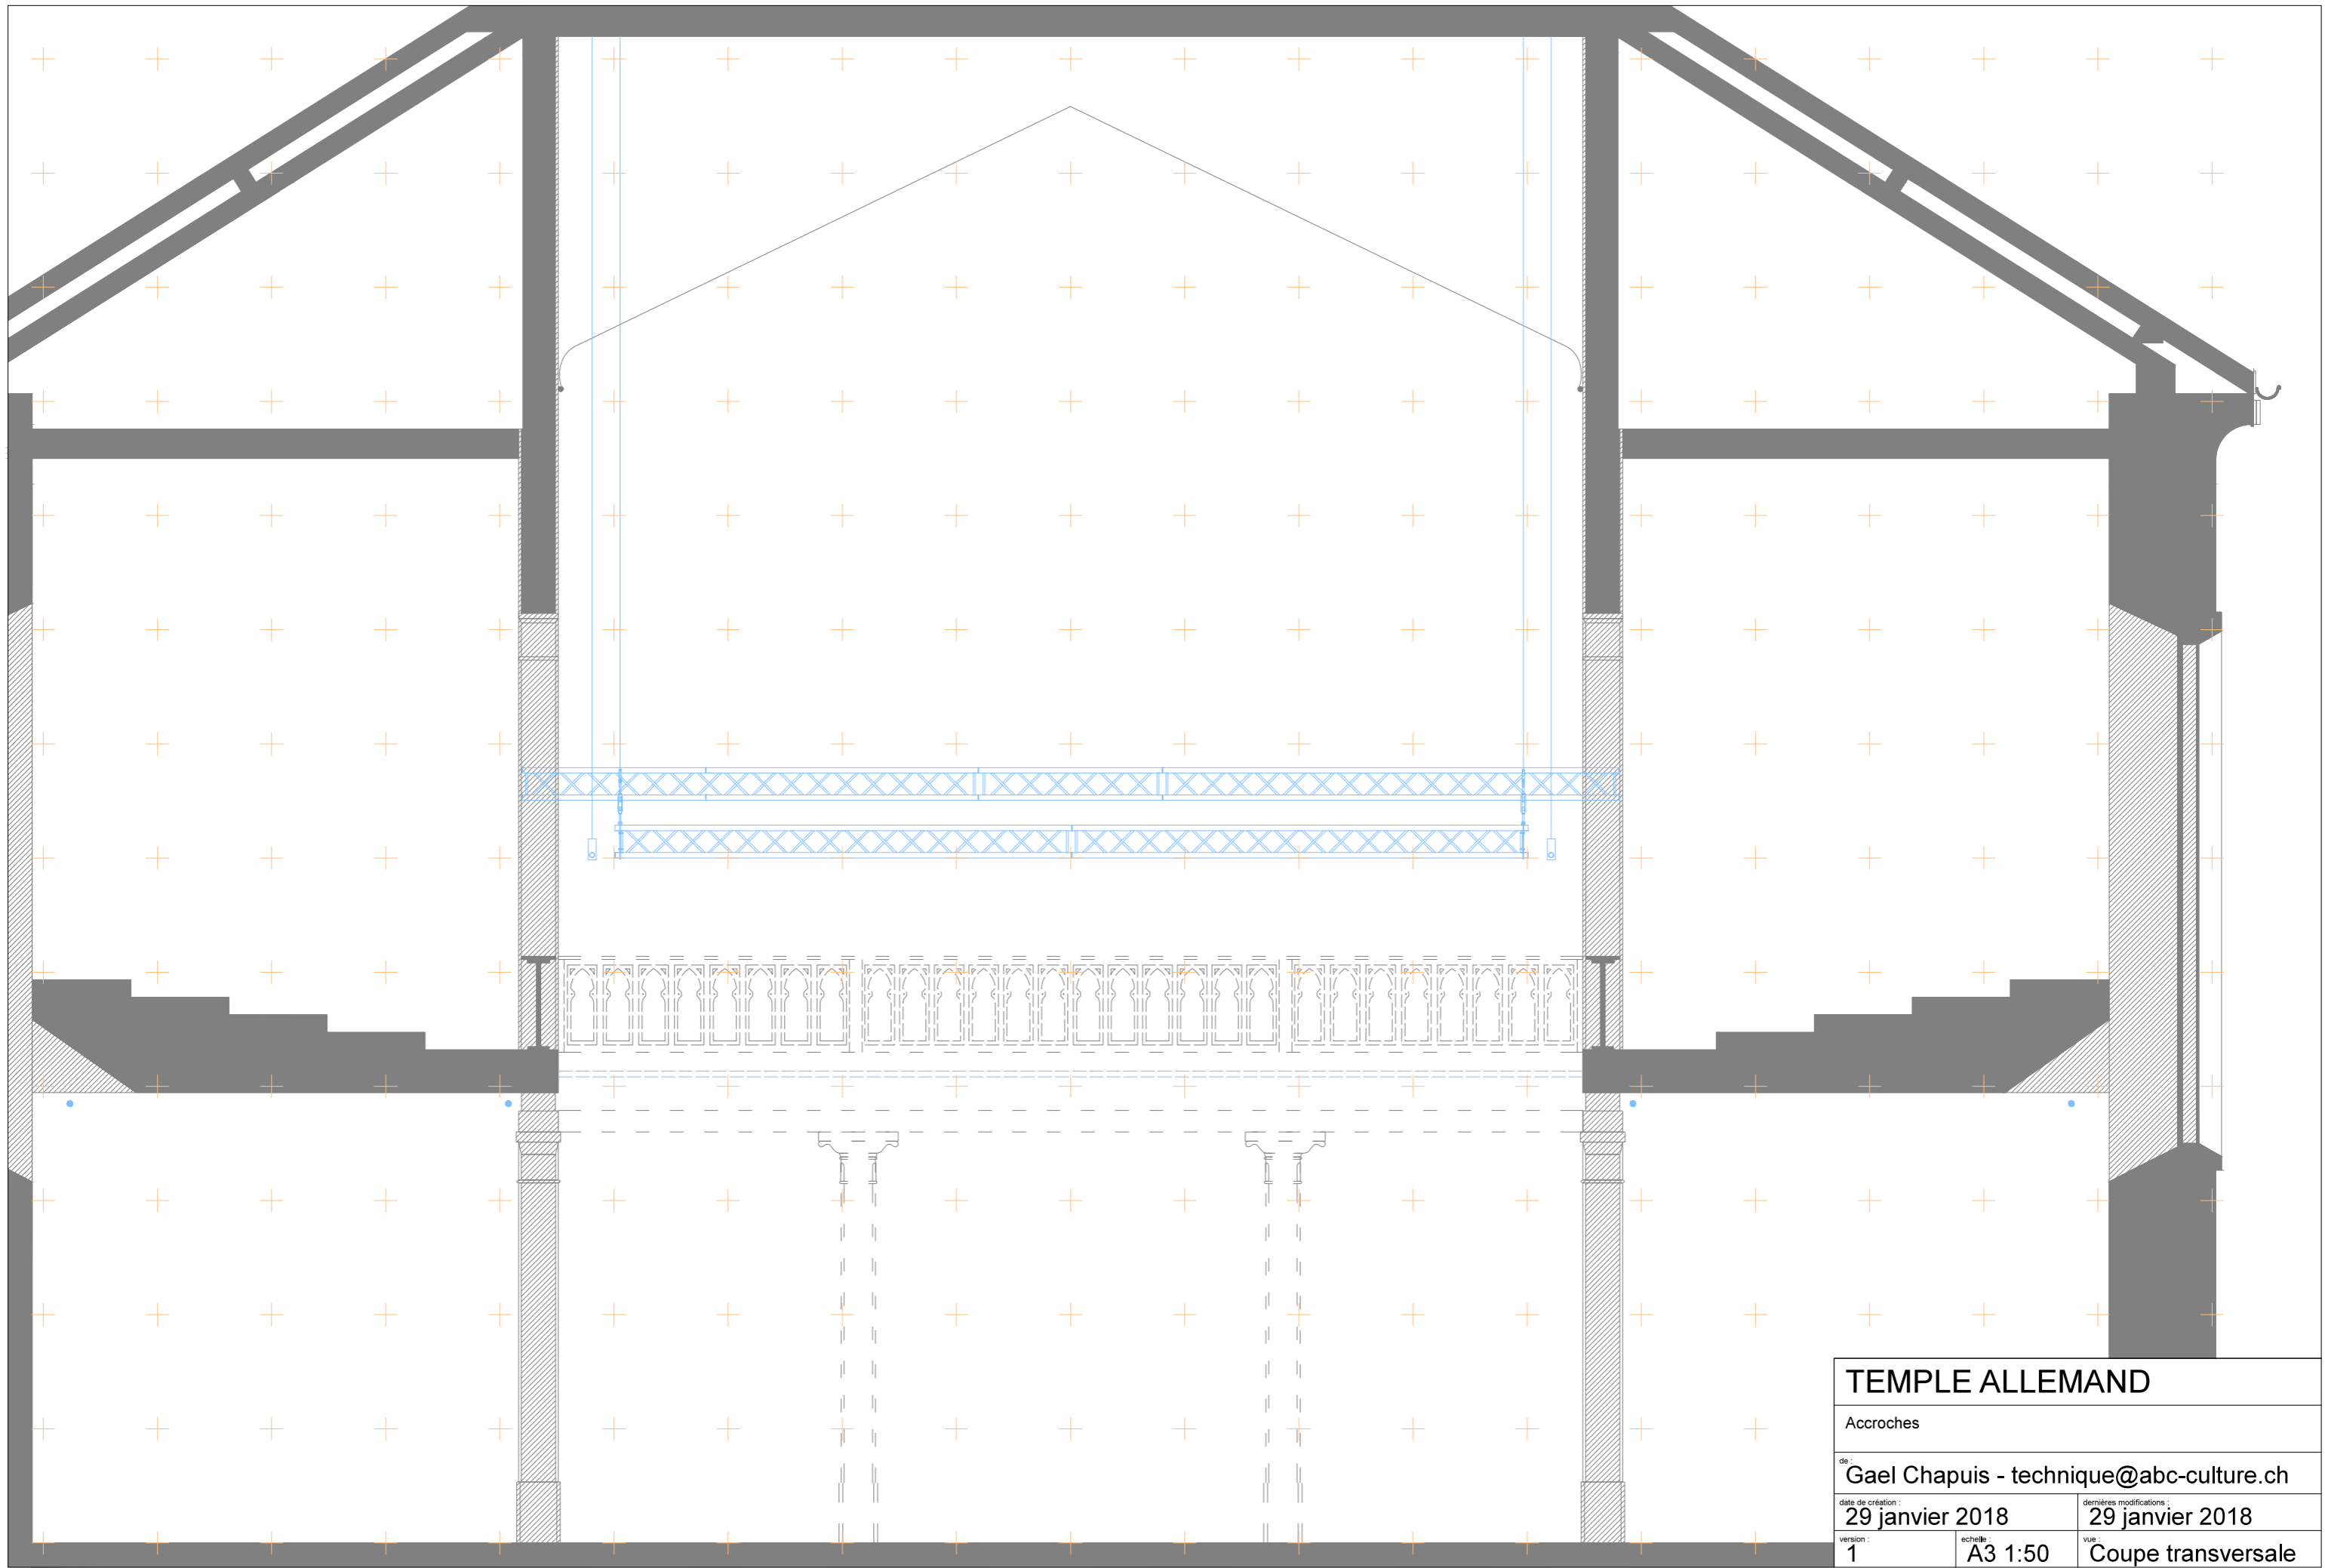 TEMPLE ALLEMAND
Accroches
de :
Gael Chapuis - technique@abc-culture.ch
date de création :
29 janvier 2018
dernières modifications :
29 janvier 2018
version :
1
echelle :
A3 1:50
vue :
Coupe transversale